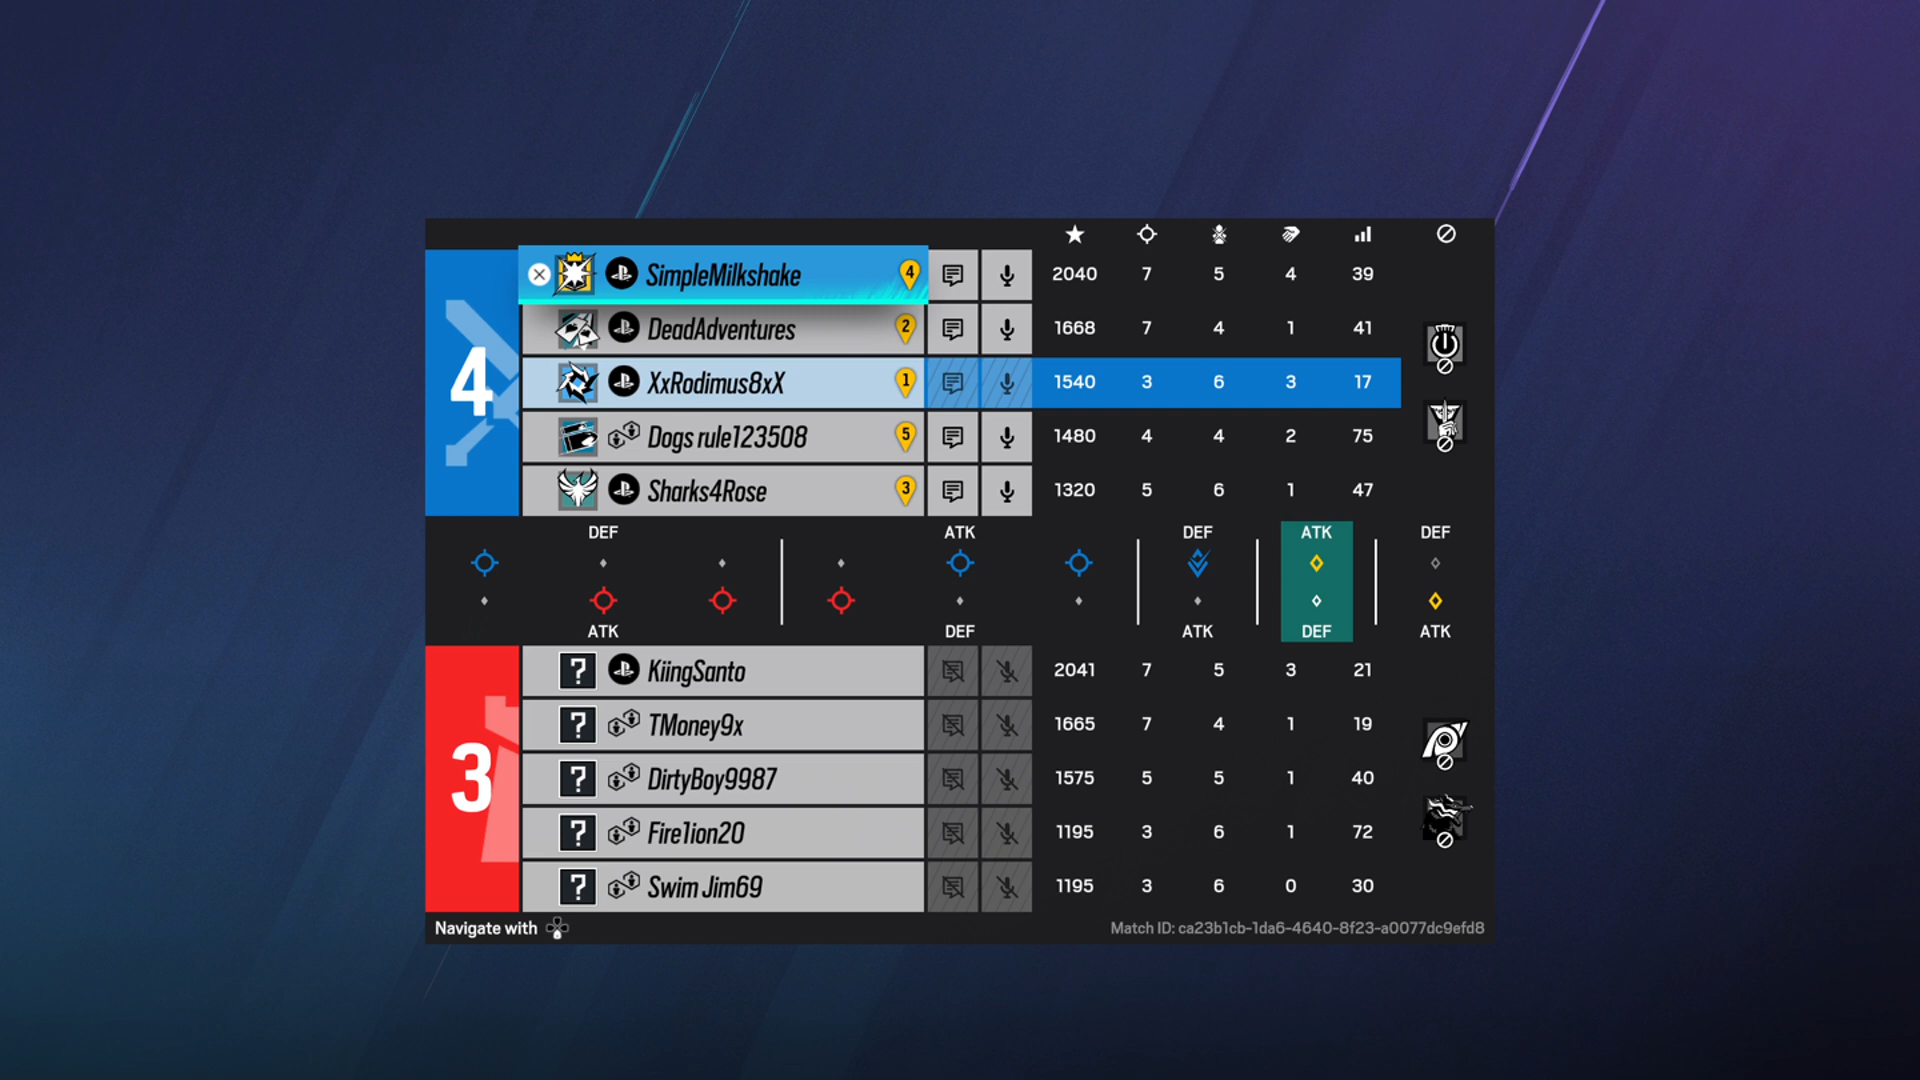 4
SimpleMilkshake 4 2040 7 5 4 39
DeadAdventures 2 1668 7 4 1 41
XxRodimus8xX 1 1540 3 6 3 17
Dogs rule123508 5 1480 4 4 2 75
Sharks4Rose 3 1320 5 6 1 47
DEF ATK DEF ATK DEF
ATK DEF ATK DEF ATK
3
? KiingSanto 2041 7 5 3 21
? TMoney9x 1665 7 4 1 19
? DirtyBoy9987 1575 5 5 1 40
? Fire1ion20 1195 3 6 1 72
? Swim Jim69 1195 3 6 0 30
Navigate with
Match ID: ca23b1cb-1da6-4640-8f23-a0077dc9efd8